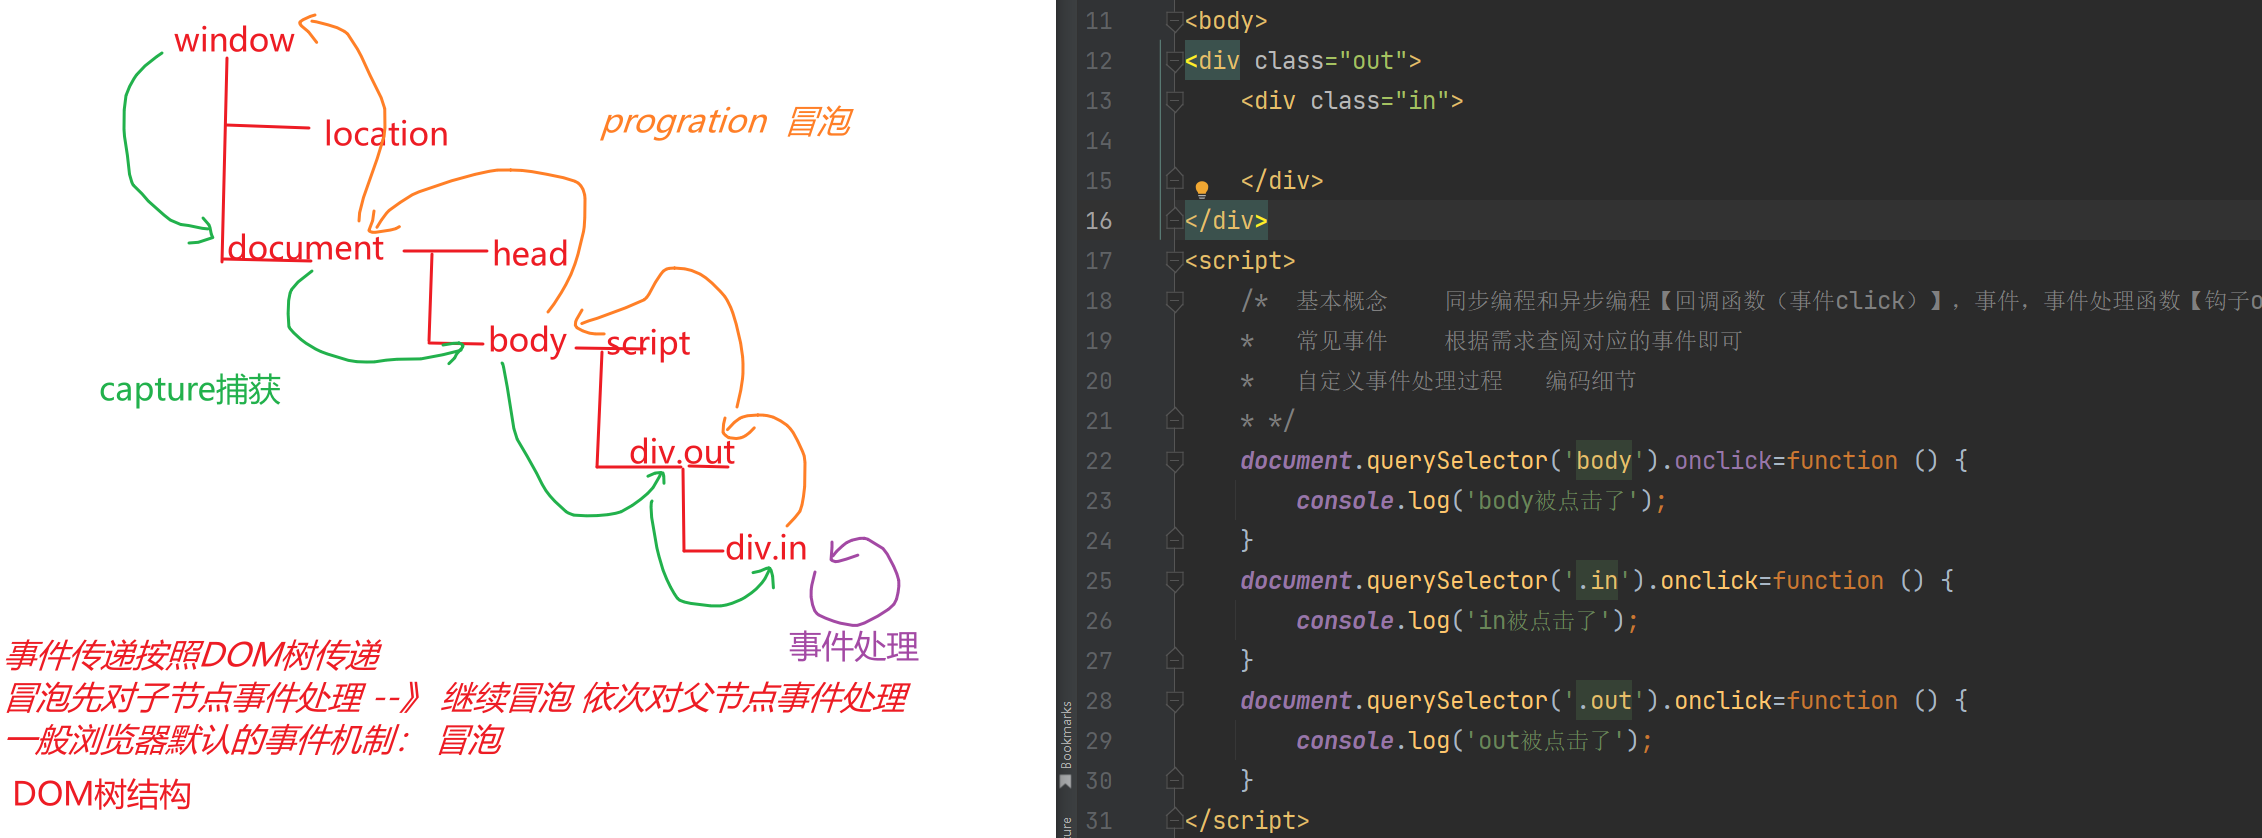 window
location
progration 冒泡
document
head
body
script
capture捕获
div.out
div.in
事件处理
事件传递按照DOM树传递
冒泡先对子节点事件处理 --》 继续冒泡 依次对父节点事件处理
一般浏览器默认的事件机制： 冒泡
DOM树结构
11 <body>
12 <div class="out">
13 <div class="in">
14
15 </div>
16 </div>
17 <script>
18 /* 基本概念 同步编程和异步编程【回调函数（事件click）】，事件，事件处理函数【钩子o
19 * 常见事件 根据需求查阅对应的事件即可
20 * 自定义事件处理过程 编码细节
21 * */
22 document.querySelector('body').onclick=function () {
23 console.log('body被点击了');
24 }
25 document.querySelector('.in').onclick=function () {
26 console.log('in被点击了');
27 }
28 document.querySelector('.out').onclick=function () {
29 console.log('out被点击了');
30 }
31 </script>
Bookmarks
ure